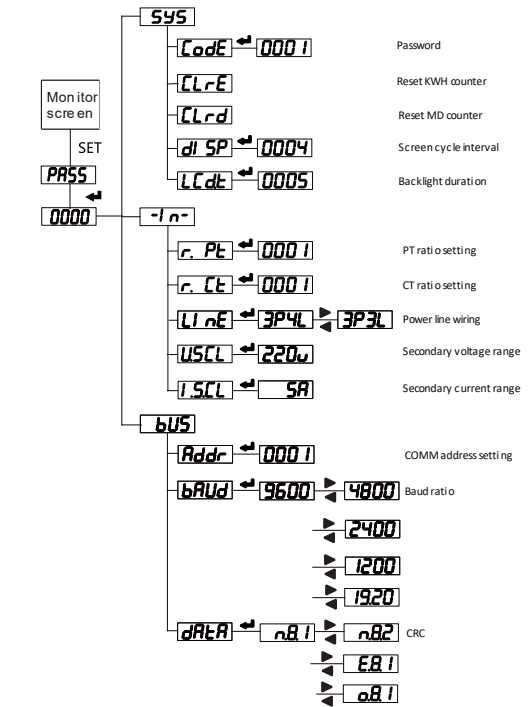 SYS
CodE 0001 Password
CLrE Reset KWH counter
CLrd Reset MD counter
dISP 0004 Screen cycle interval
LCd.t 0005 Backlight duration
Monitor
screen
SET
PASS
0000
-In-
r. Pt 0001 PT ratio setting
r. Ct 0001 CT ratio setting
LInE 3P4L 3P3L Power line wiring
U.SCL 220u Secondary voltage range
I.SCL 5A Secondary current range
bUS
Addr 0001 COMM address setting
bAUd 9600 4800 Baud ratio
2400
1200
19.20
dAtA n.8.1 n.8.2 CRC
E.8.1
o.8.1